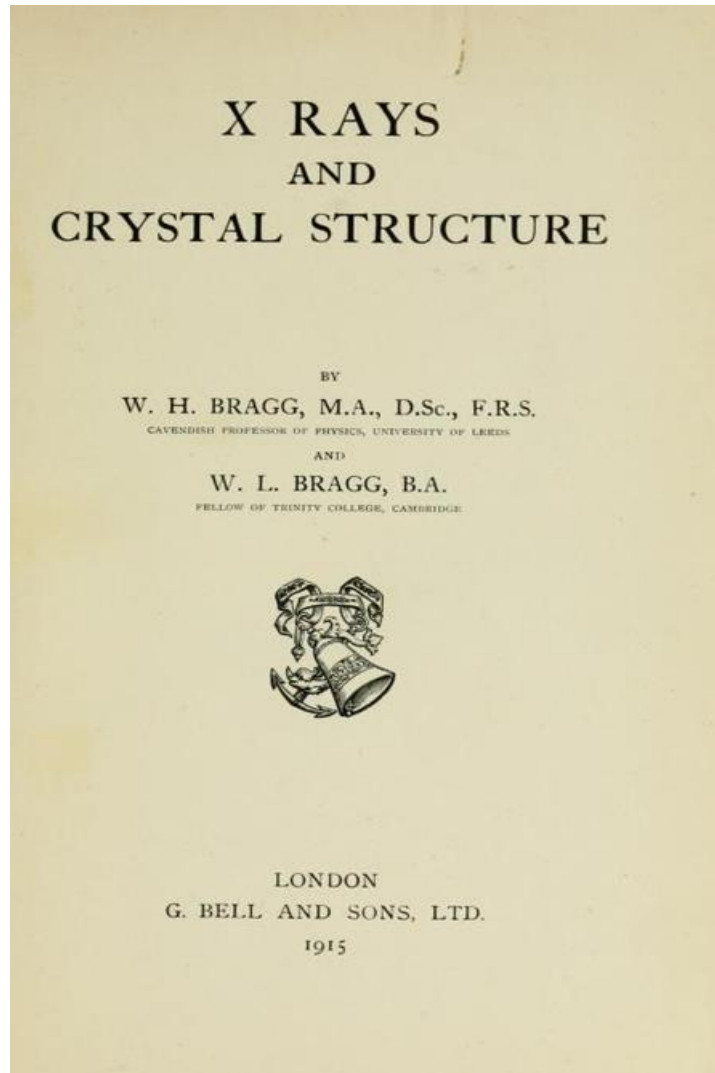 X RAYS
AND
CRYSTAL STRUCTURE
BY
W. H. BRAGG, M.A., D.Sc., F.R.S.
CAVENDISH PROFESSOR OF PHYSICS, UNIVERSITY OF LEEDS
AND
W. L. BRAGG, B.A.
FELLOW OF TRINITY COLLEGE, CAMBRIDGE
LONDON
G. BELL AND SONS, LTD.
1915